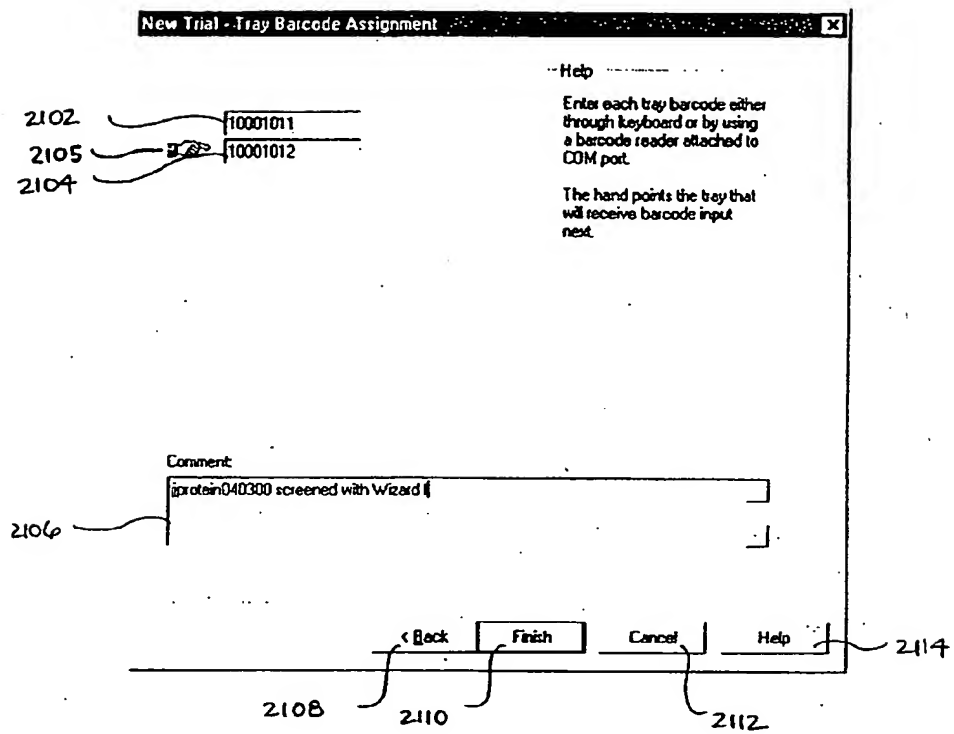 New Trial - Tray Barcode Assignment
Help
Enter each tray barcode either
through keyboard or by using
a barcode reader attached to
COM port.
The hand points the tray that
will receive barcode input
next.
2102
10001011
2105
10001012
2104
Comment:
jprotein040300 screened with Wizard I
2106
< Back
Finish
Cancel
Help
2114
2108
2110
2112